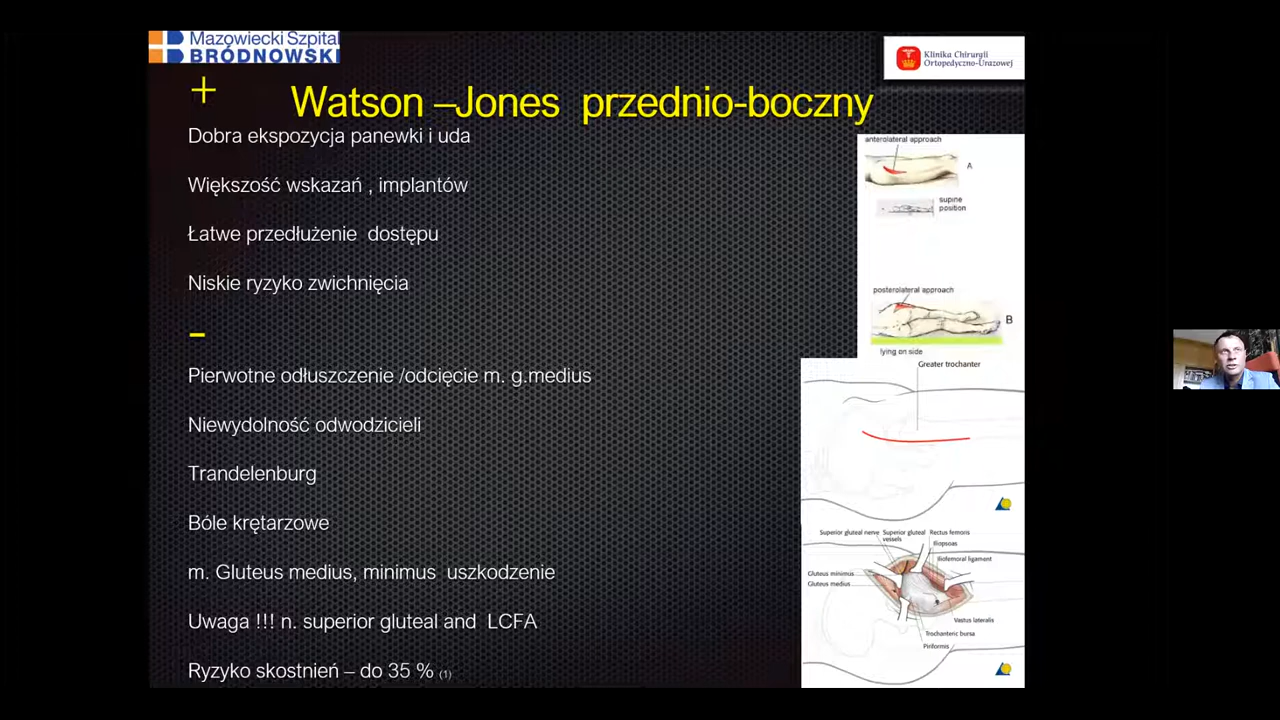 Mazowiecki Szpital
BRÓDNOWSKI
Klinika Chirurgii
Ortopedyczno-Urazowej
+
Watson –Jones przednio-boczny
Dobra ekspozycja panewki i uda
Większość wskazań , implantów
Łatwe przedłużenie dostępu
Niskie ryzyko zwichnięcia
-
Pierwotne odłuszczenie /odcięcie m. g.medius
Niewydolność odwodzicieli
Trandelenburg
Bóle krętarzowe
m. Gluteus medius, minimus uszkodzenie
Uwaga !!! n. superior gluteal and LCFA
Ryzyko skostnień – do 35 % (1)
anterolateral approach
A
supine
position
posterolateral approach
B
lying on side
Greater trochanter
Superior gluteal nerve
Superior gluteal
vessels
Rectus femoris
Iliopsoas
Iliofemoral ligament
Gluteus minimus
Gluteus medius
Vastus lateralis
Trochanteric bursa
Piriformis